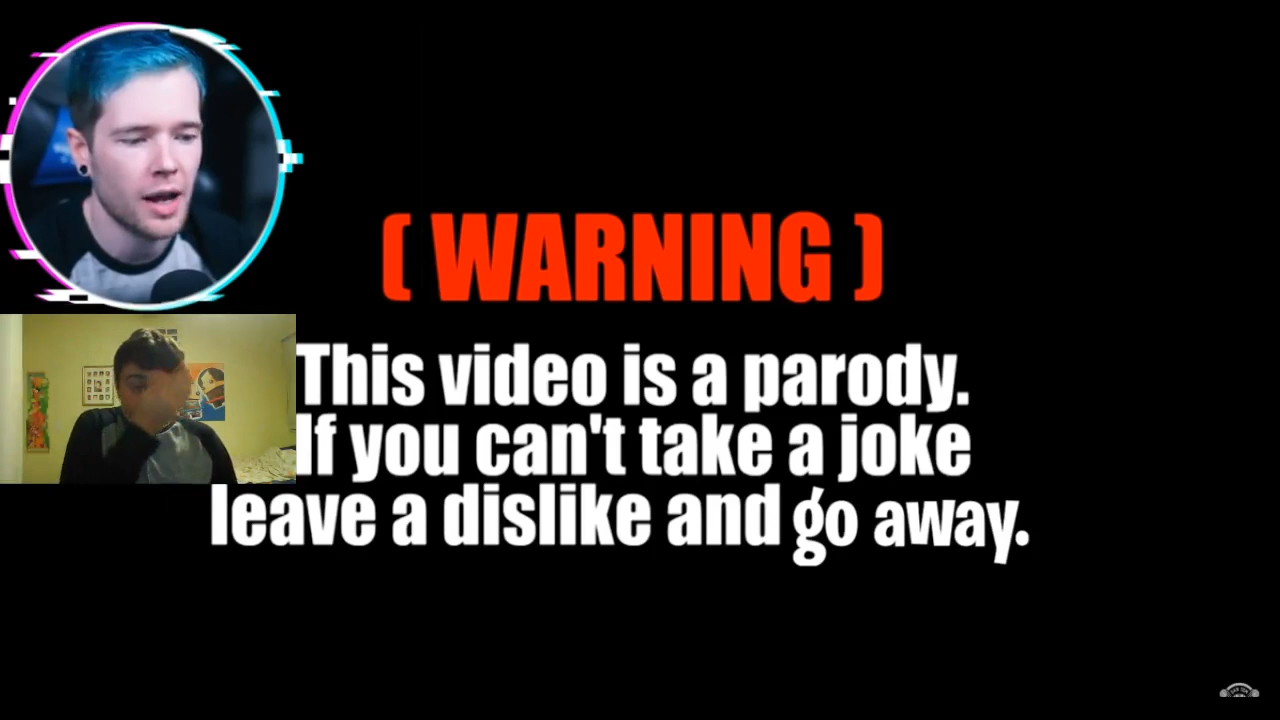 ( WARNING )
This video is a parody.
If you can't take a joke
leave a dislike and go away.